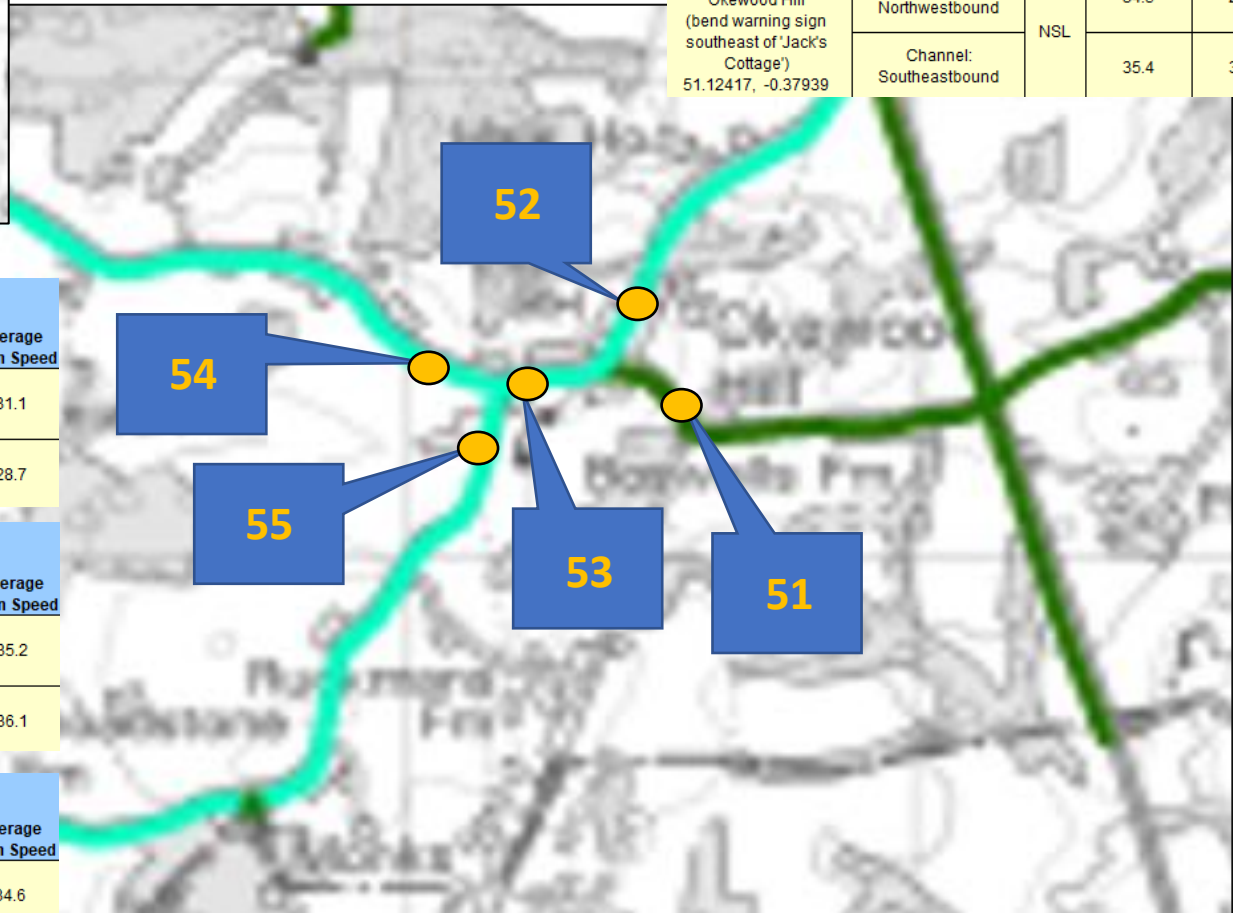 Okewood Hill
(bend warning sign
southeast of 'Jack's
Cottage')
51.12417, -0.37939
Northwestbound
Channel:
Southeastbound
NSL
35.4
52
54
55
53
51
Okewood
Hill
Fm
Fm
erage
n Speed
31.1
28.7
erage
n Speed
35.2
36.1
erage
n Speed
34.6